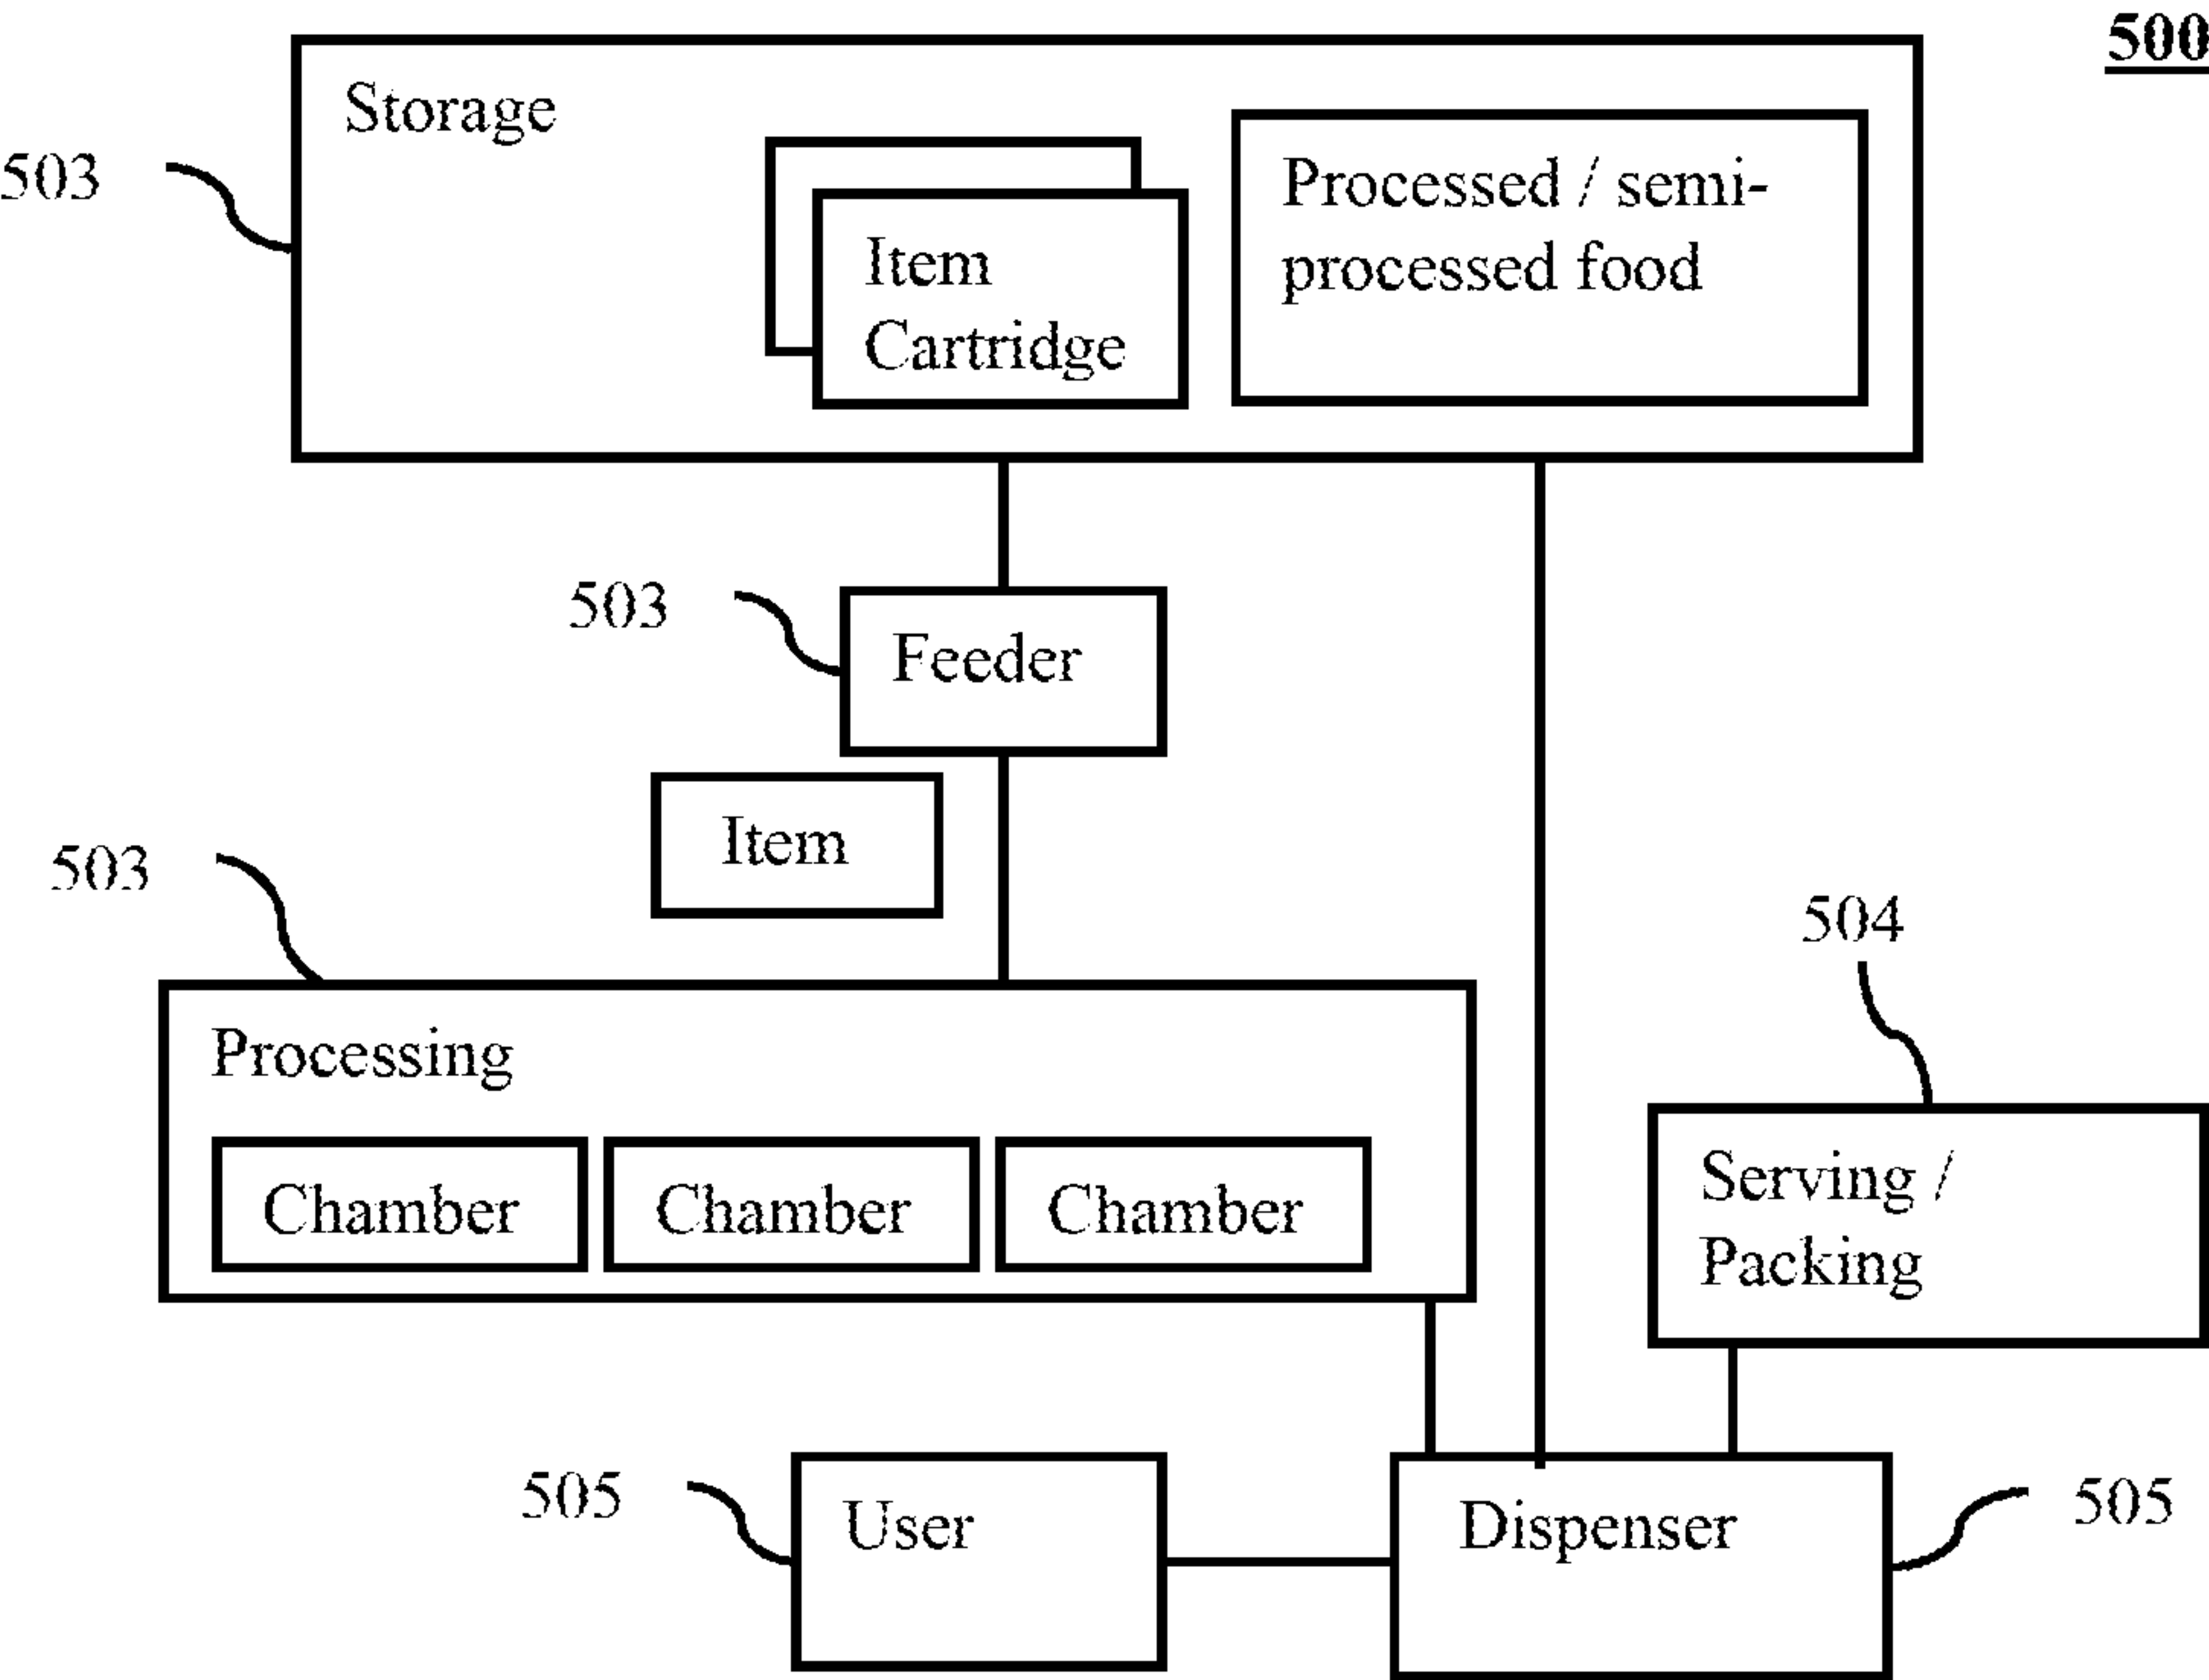 500
Storage
503
Processed / semi-
processed food
Item
Cartridge
503
Feeder
Item
503
504
Processing
Chamber
Chamber
Chamber
Serving /
Packing
505
User
Dispenser
505